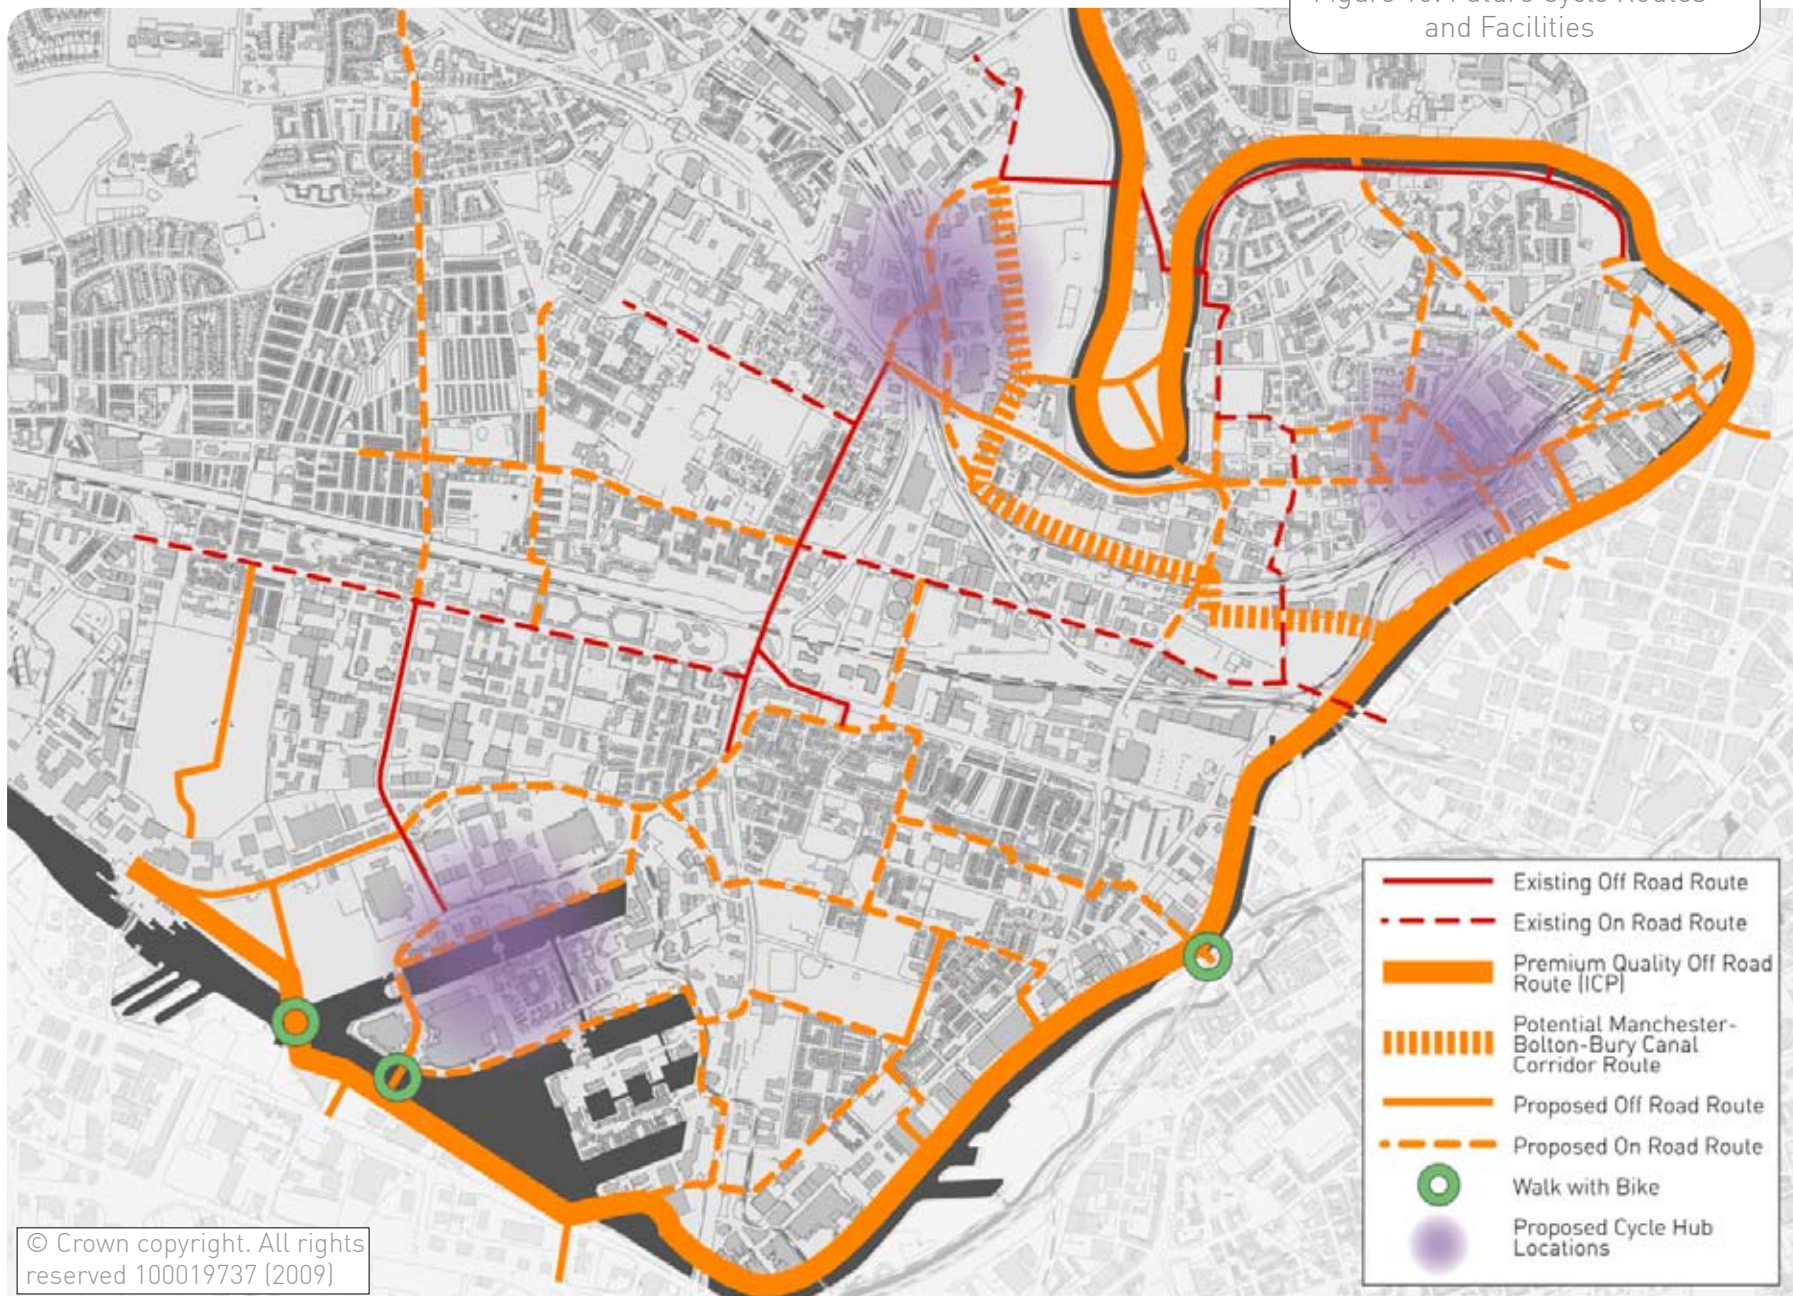 and Facilities
Existing Off Road Route
Existing On Road Route
Premium Quality Off Road
Route (ICP)
Potential Manchester-
Bolton-Bury Canal
Corridor Route
Proposed Off Road Route
Proposed On Road Route
Walk with Bike
Proposed Cycle Hub
Locations
© Crown copyright. All rights
reserved 100019737 (2009)